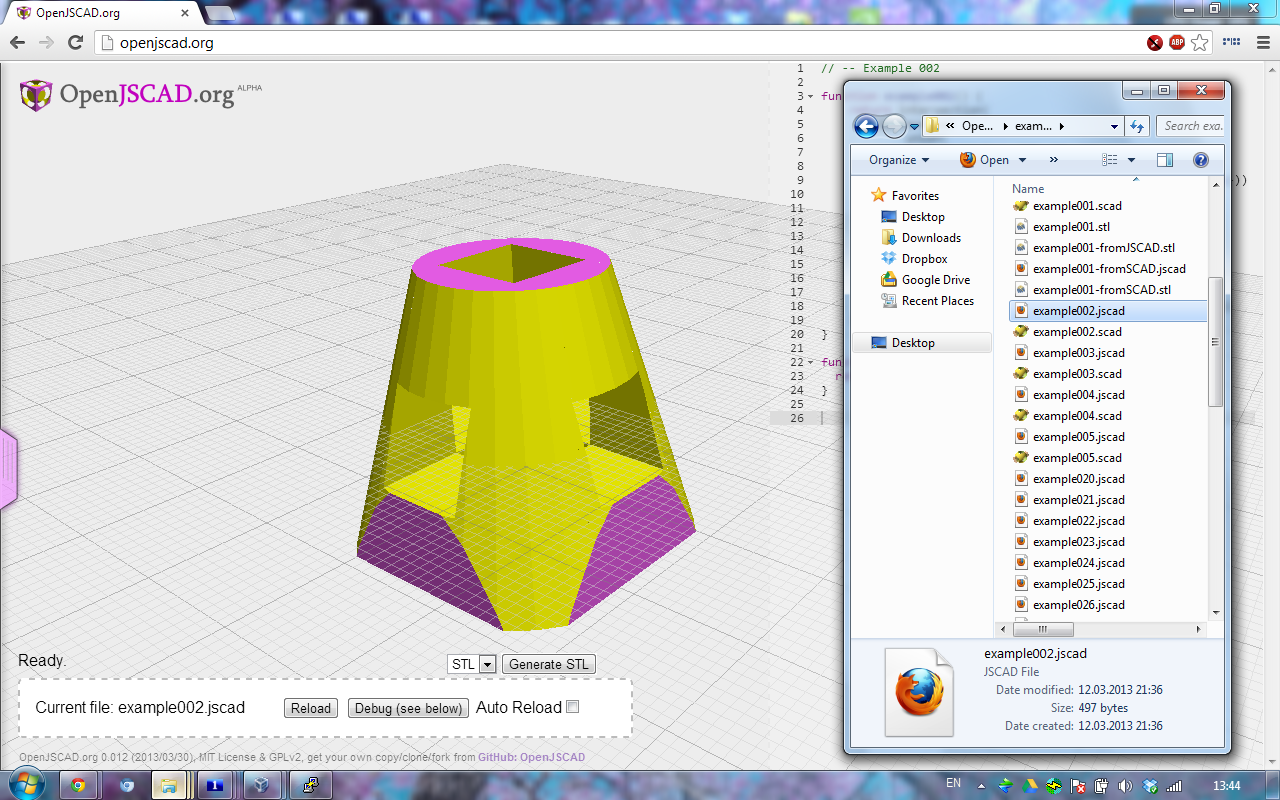 OpenJSCAD.org
openjscad.org
ABP
OpenJSCAD.org ALPHA
1 // -- Example 002
2
3
4
5
6
7
8
9 ))
10
11
12
13
14
15
16
17
18
19
20 }
21
22 fun
23 r
24 }
25
26
« Ope... exam...
Search exa.
Organize Open »
Favorites
Desktop
Downloads
Dropbox
Google Drive
Recent Places
Desktop
Name
example001.scad
example001.stl
example001-fromJSCAD.stl
example001-fromSCAD.jscad
example001-fromSCAD.stl
example002.jscad
example002.scad
example003.jscad
example003.scad
example004.jscad
example004.scad
example005.jscad
example005.scad
example020.jscad
example021.jscad
example022.jscad
example023.jscad
example024.jscad
example025.jscad
example026.jscad
example002.jscad
JSCAD File
Date modified: 12.03.2013 21:36
Size: 497 bytes
Date created: 12.03.2013 21:36
Ready.
STL Generate STL
Current file: example002.jscad Reload Debug (see below) Auto Reload
OpenJSCAD.org 0.012 (2013/03/30), MIT License & GPLv2, get your own copy/clone/fork from GitHub: OpenJSCAD
EN 13:44